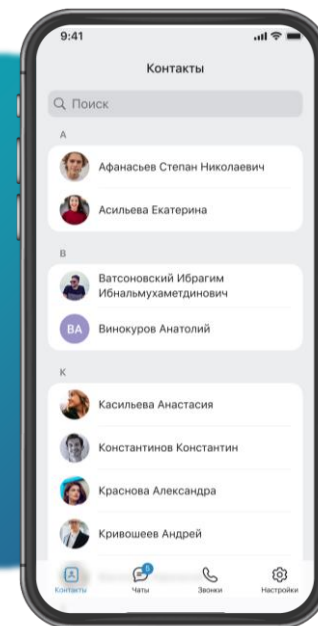 9:41
Контакты
Поиск
А
Афанасьев Степан Николаевич
Асильева Екатерина
В
Ватсоновский Ибрагим
Ибнальмухаметдинович
ВА
Винокуров Анатолий
К
Касильева Анастасия
Константинов Константин
Краснова Александра
Кривошеев Андрей
5
Контакты
Чаты
Звонки
Настройки